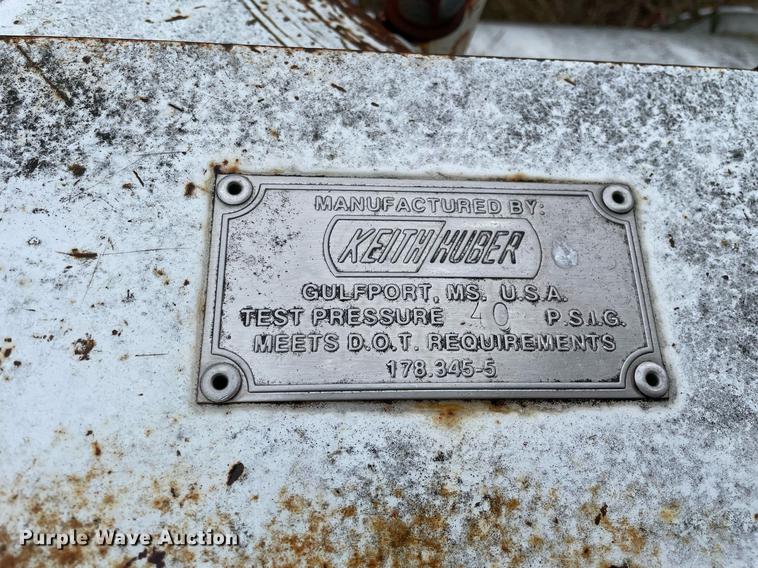 MANUFACTURED BY:
KEITH HUBER
GULFPORT, MS. U.S.A.
TEST PRESSURE 40 P.S.I.G.
MEETS D.O.T. REQUIREMENTS
178.345-5
Purple Wave Auction